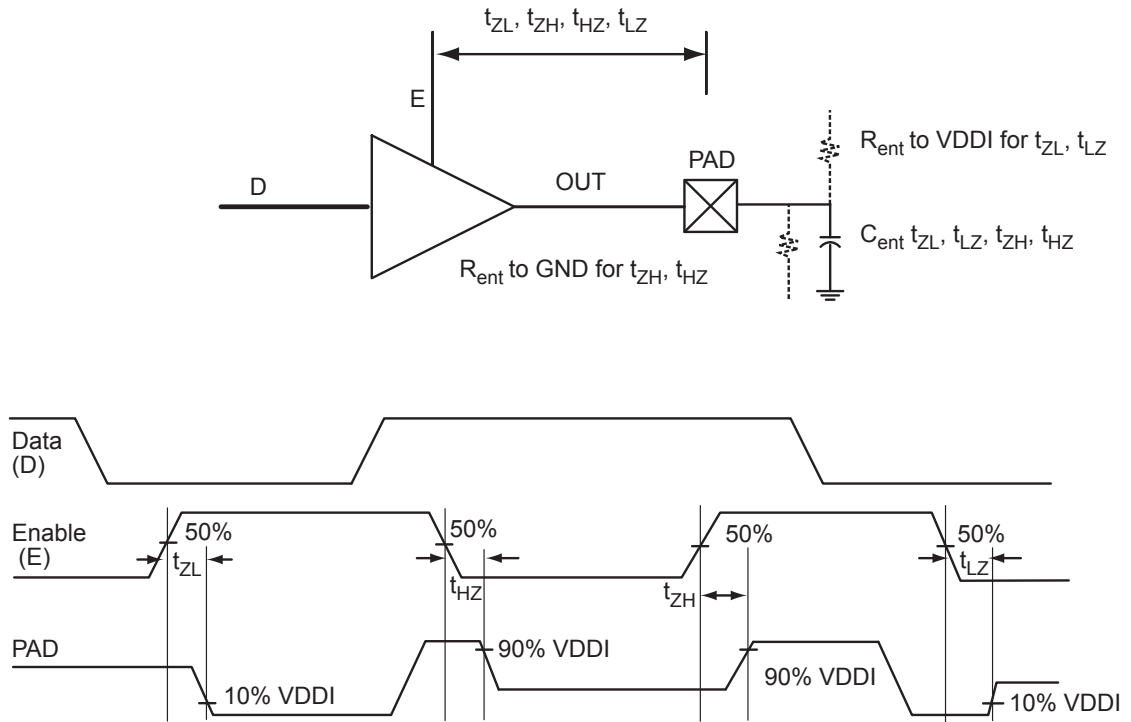 tZL, tZH, tHZ, tLZ
E
D
OUT
PAD
Rent to VDDI for tZL, tLZ
Cent tZL, tLZ, tZH, tHZ
Rent to GND for tZH, tHZ
Data
(D)
Enable
(E)
50%
50%
50%
50%
tZL
tHZ
tZH
tLZ
PAD
10% VDDI
90% VDDI
90% VDDI
10% VDDI